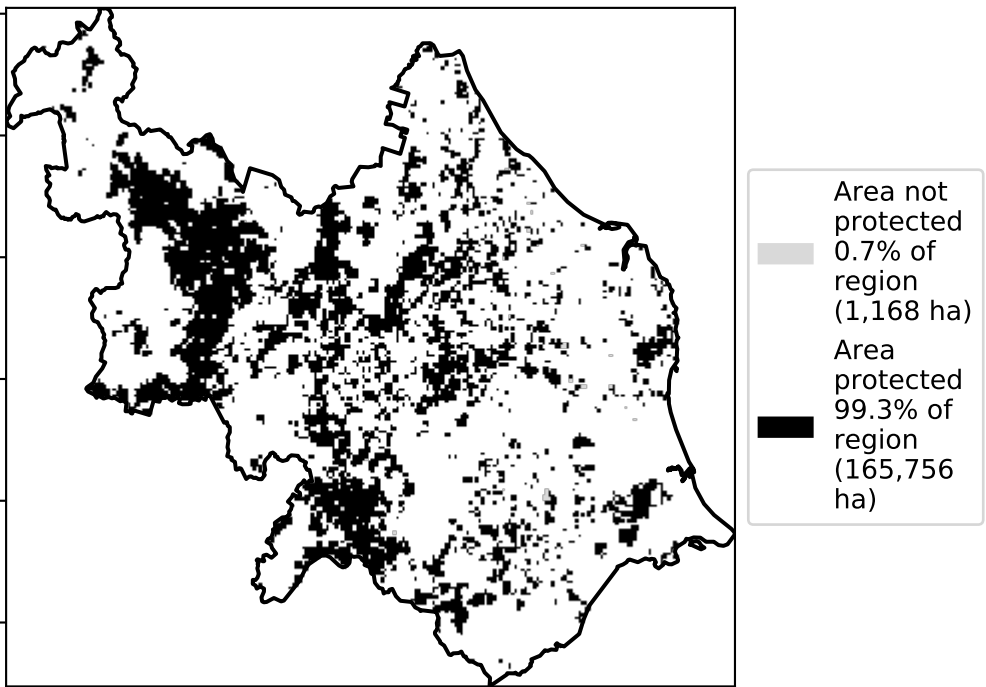 Area not
protected
0.7% of
region
(1,168 ha)
Area
protected
99.3% of
region
(165,756
ha)